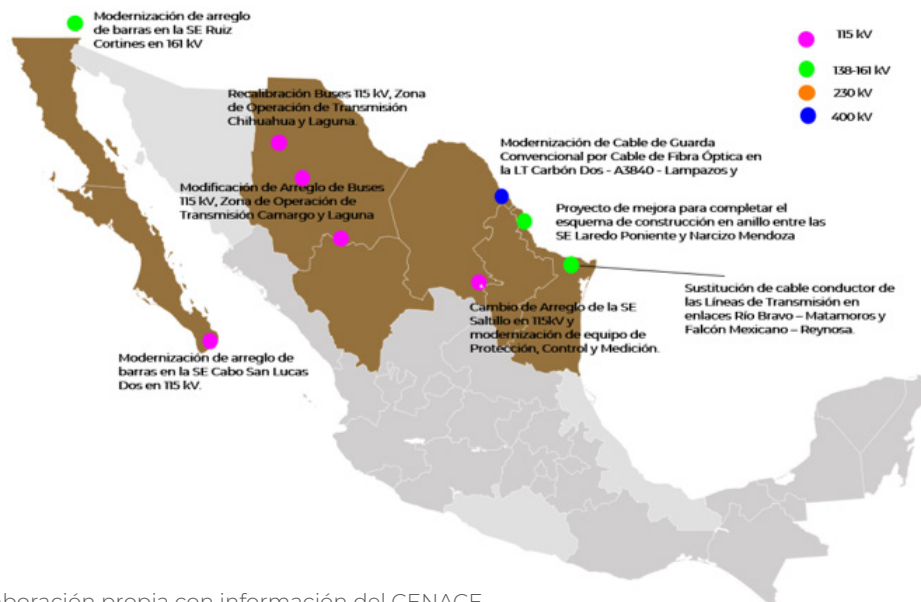 Modernización de arreglo
de barras en la SE Ruiz
Cortines en 161 kV
115 kV
138-161 kV
230 kV
400 kV
Recalibración Buses 115 kV, Zona
de Operación de Transmisión
Chihuahua y Laguna.
Modernización de Cable de Guarda
Convencional por Cable de Fibra Óptica en
la LT Carbón Dos - A3840 - Lampazos y
Modificación de Arreglo de Buses
115 kV, Zona de Operación de
Transmisión Camargo y Laguna
Proyecto de mejora para completar el
esquema de construcción en anillo entre las
SE Laredo Poniente y Narcizo Mendoza
Sustitución de cable conductor de
las Líneas de Transmisión en
enlaces Río Bravo – Matamoros y
Falcón Mexicano – Reynosa.
Cambio de Arreglo de la SE
Saltillo en 115kV y
modernización de equipo de
Protección, Control y Medición.
Modernización de arreglo de
barras en la SE Cabo San Lucas
Dos en 115 kV.